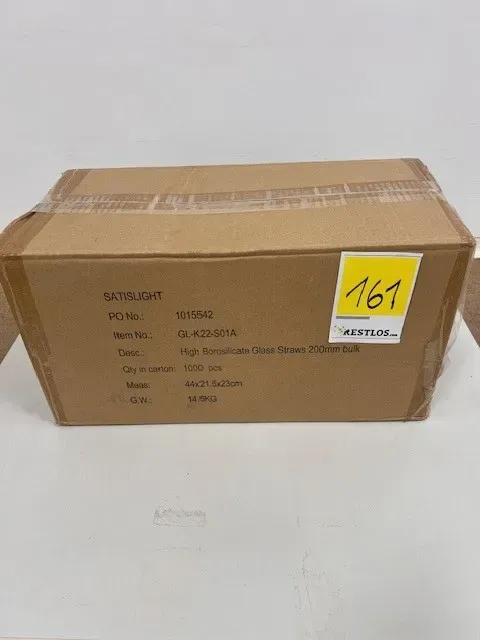 SATISLIGHT
PO No.: 1015542
Item No.: GL-K22-S01A
Desc.: High Borosilicate Glass Straws 200mm bulk
Qty in carton: 1000 pcs
Meas: 44x21.5x23cm
G.W.: 14.5KG
161
RESTLOS.com